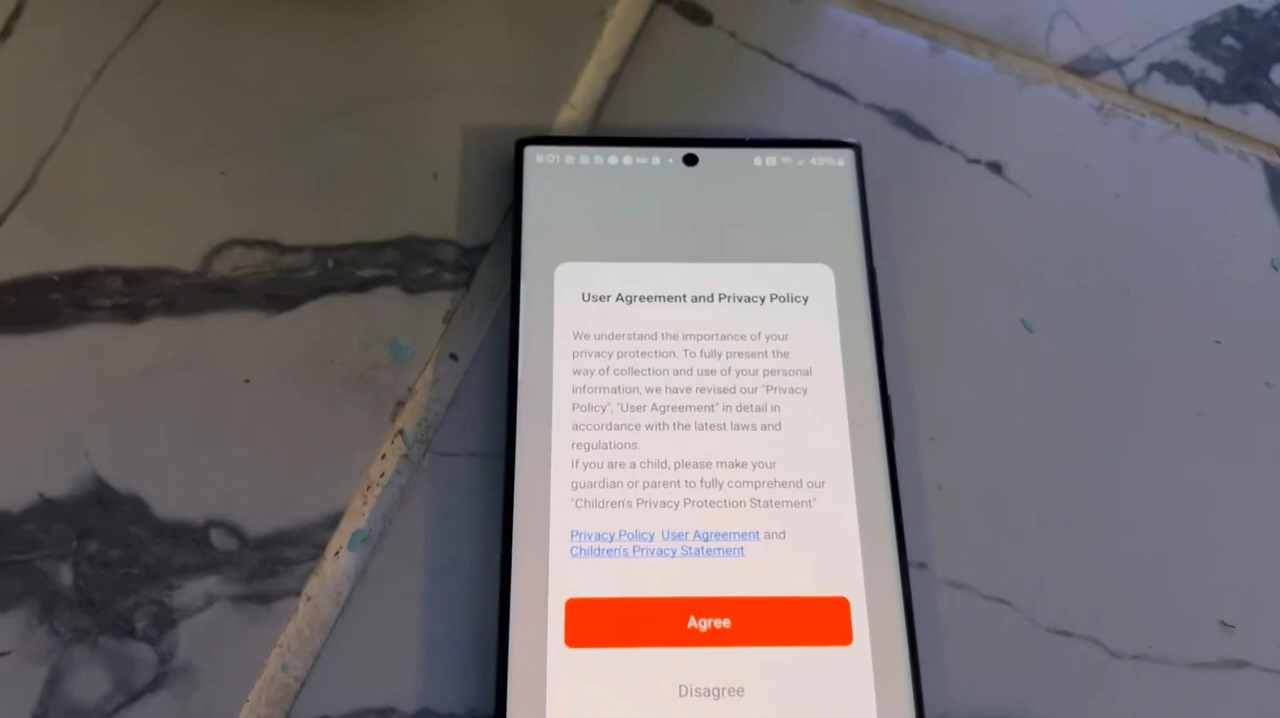 8:01
49%
User Agreement and Privacy Policy
We understand the importance of your
privacy protection. To fully present the
way of collection and use of your personal
information, we have revised our "Privacy
Policy", "User Agreement" in detail in
accordance with the latest laws and
regulations.
If you are a child, please make your
guardian or parent to fully comprehend our
"Children's Privacy Protection Statement"
Privacy Policy User Agreement and
Children's Privacy Statement
Agree
Disagree